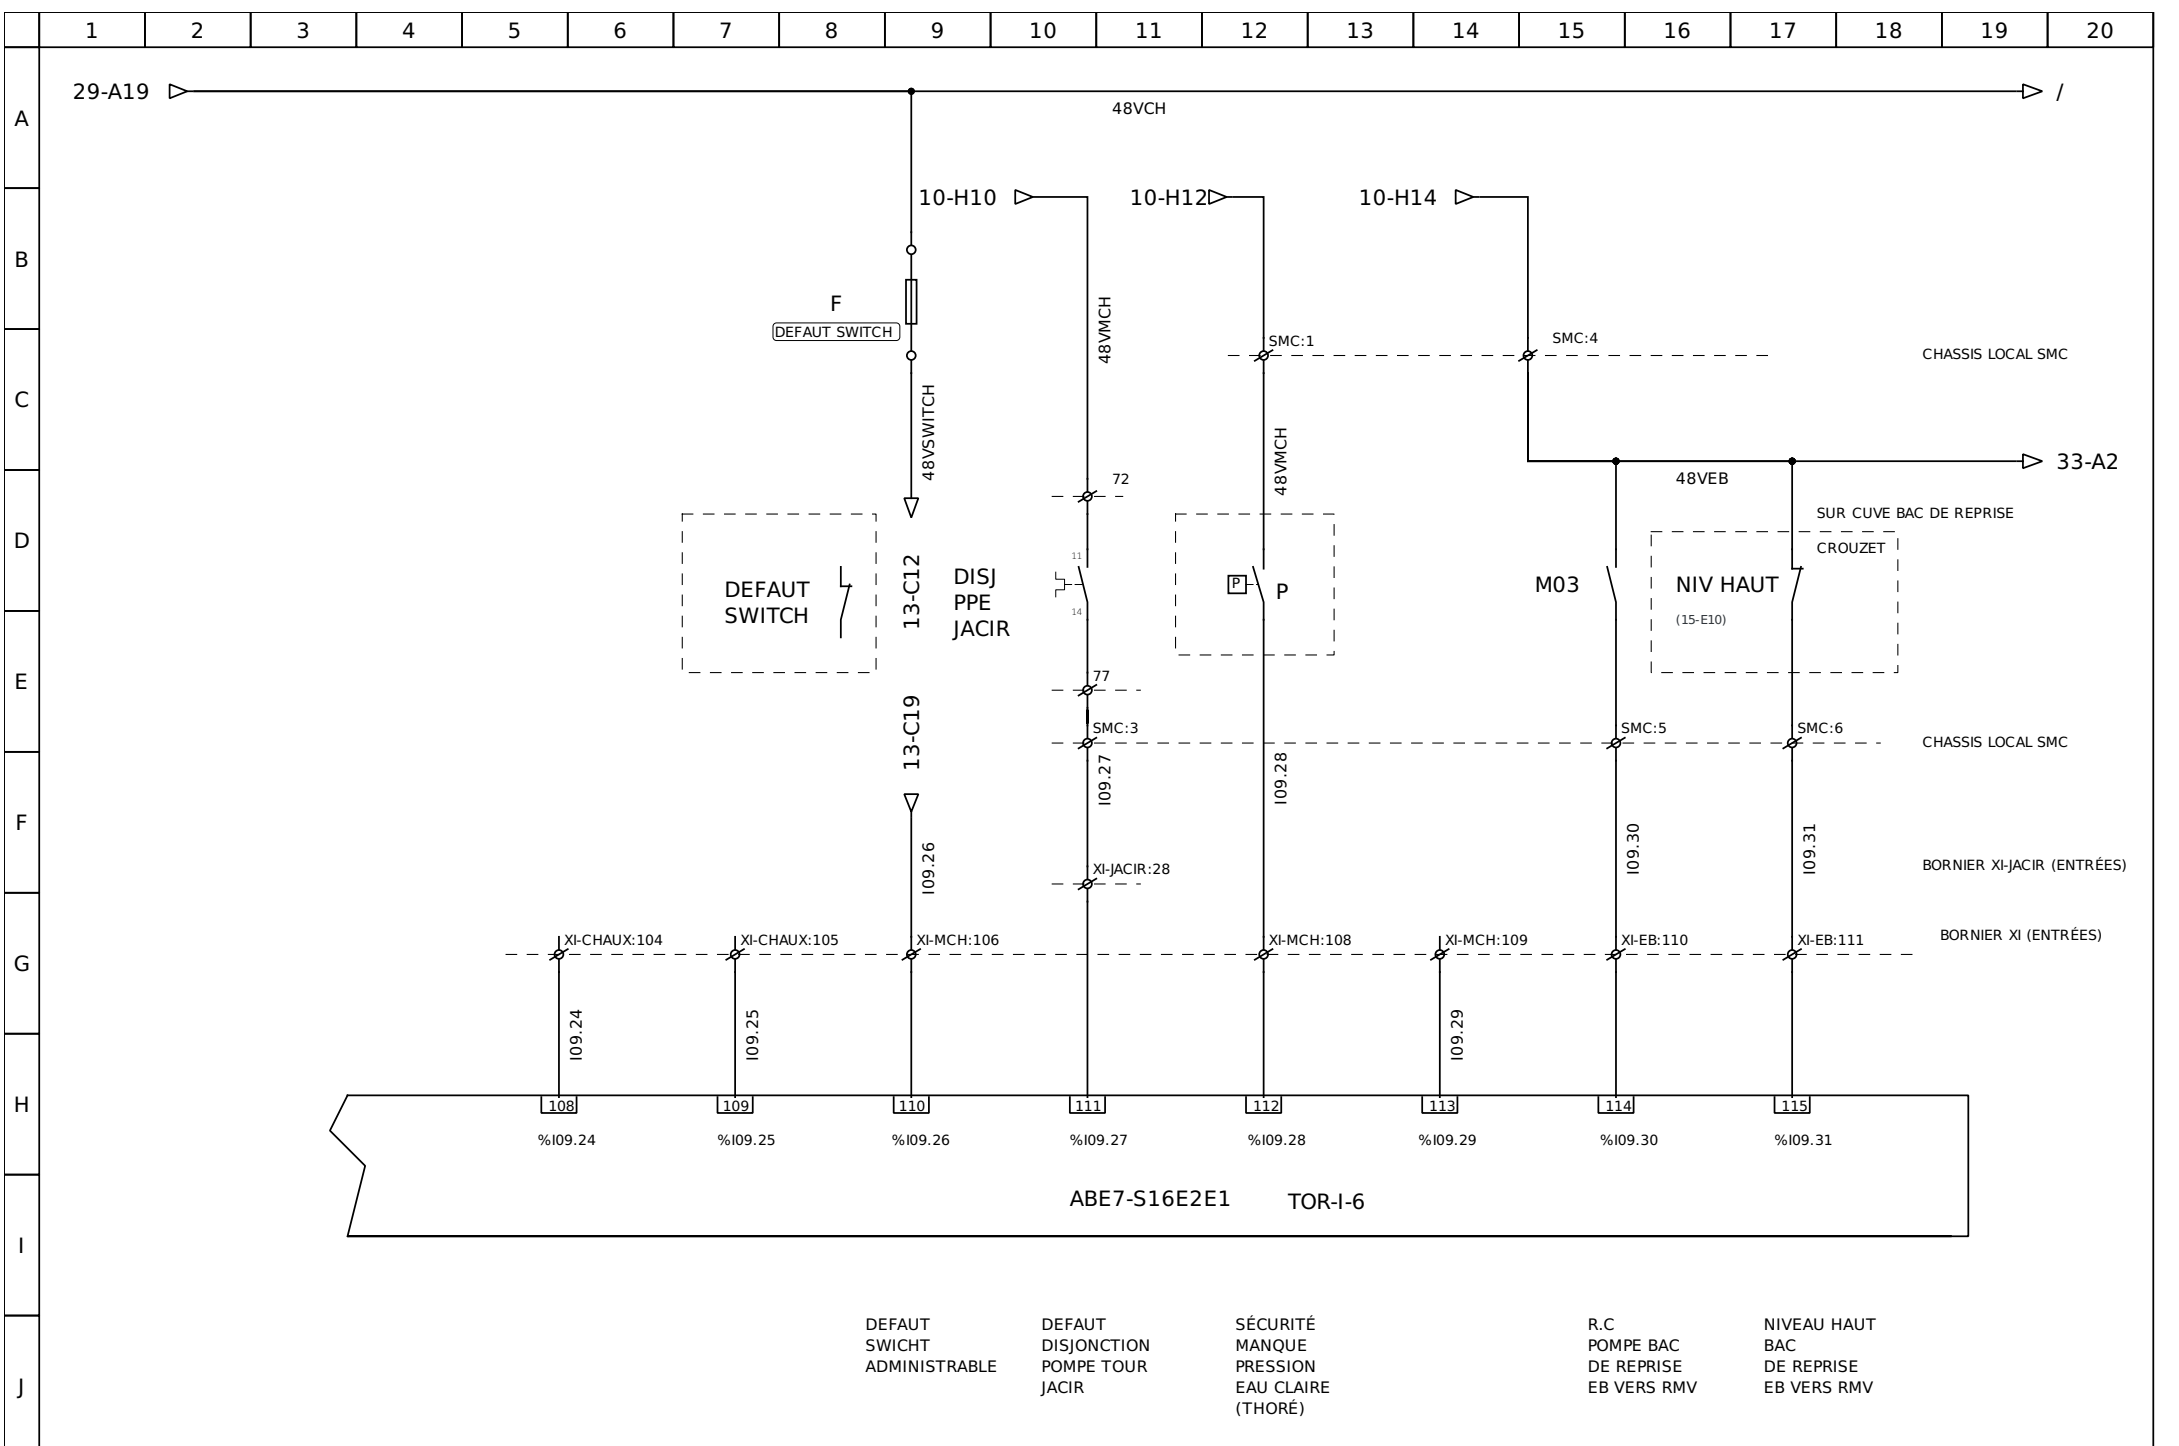 1 2 3 4 5 6 7 8 9 10 11 12 13 14 15 16 17 18 19 20
A
B
C
D
E
F
G
H
I
J
29-A19
48VCH
/
10-H10
10-H12
10-H14
F
DEFAUT SWITCH
48VSWITCH
48VMCH
48VMCH
SMC:1
SMC:4
CHASSIS LOCAL SMC
33-A2
48VEB
72
SUR CUVE BAC DE REPRISE
CROUZET
DEFAUT
SWITCH
13-C12
DISJ
PPE
JACIR
11
14
P
P
M03
NIV HAUT
(15-E10)
77
13-C19
SMC:3
SMC:5
SMC:6
CHASSIS LOCAL SMC
I09.26
I09.27
I09.28
I09.30
I09.31
XI-JACIR:28
BORNIER XI-JACIR (ENTRÉES)
XI-CHAUX:104
XI-CHAUX:105
XI-MCH:106
XI-MCH:108
XI-MCH:109
XI-EB:110
XI-EB:111
BORNIER XI (ENTRÉES)
I09.24
I09.25
I09.29
108 109 110 111 112 113 114 115
%I09.24 %I09.25 %I09.26 %I09.27 %I09.28 %I09.29 %I09.30 %I09.31
ABE7-S16E2E1
TOR-I-6
DEFAUT
SWICHT
ADMINISTRABLE
DEFAUT
DISJONCTION
POMPE TOUR
JACIR
SÉCURITÉ
MANQUE
PRESSION
EAU CLAIRE
(THORÉ)
R.C
POMPE BAC
DE REPRISE
EB VERS RMV
NIVEAU HAUT
BAC
DE REPRISE
EB VERS RMV